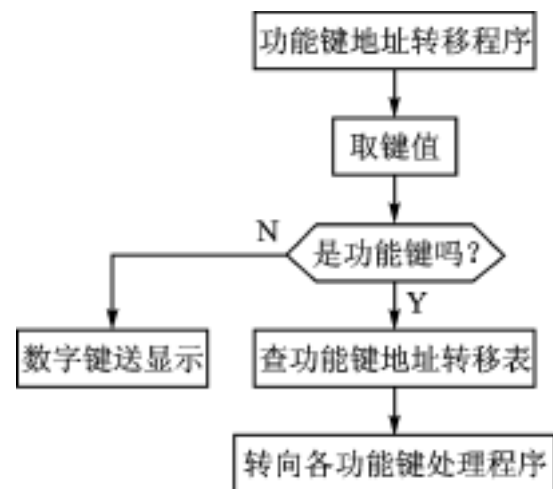 功能键地址转移程序
取键值
是功能键吗?
N
Y
数字键送显示
查功能键地址转移表
转向各功能键处理程序